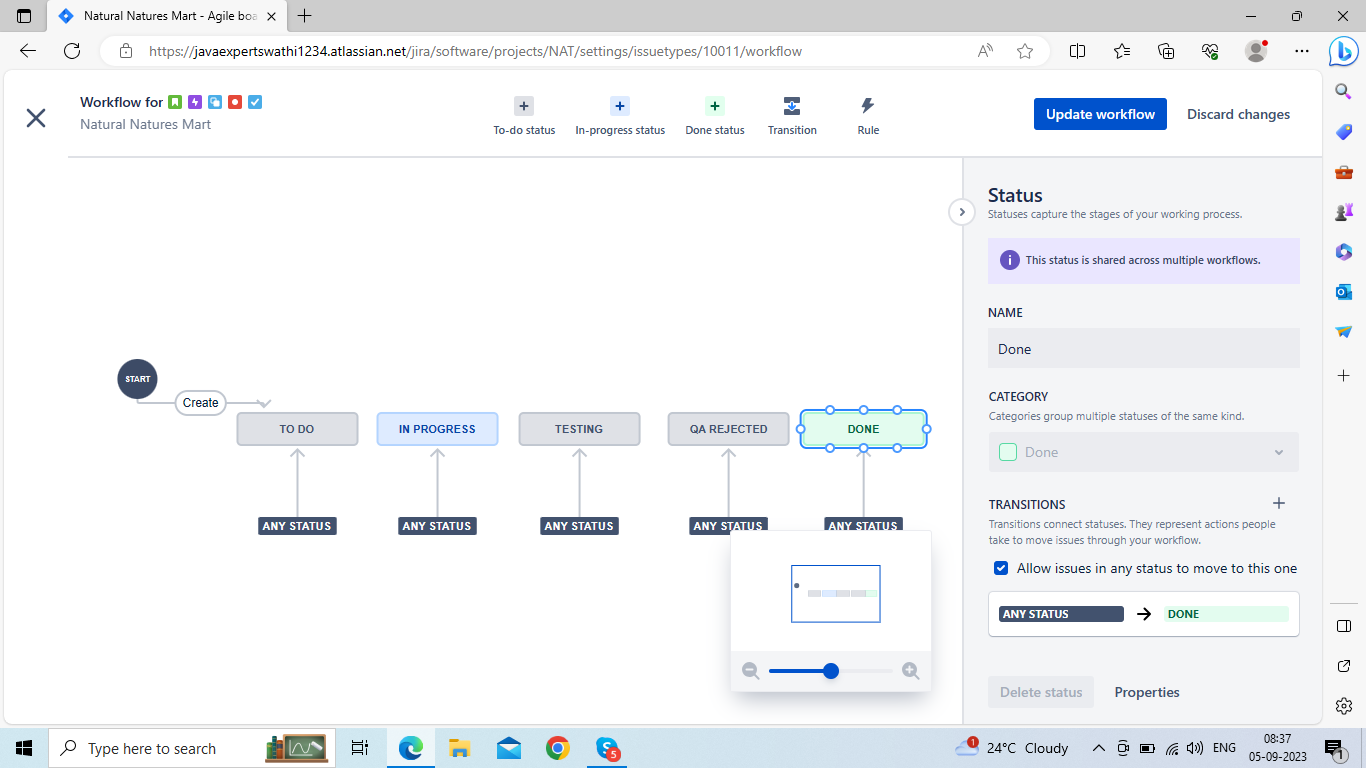 Natural Natures Mart - Agile boa
https://javaexpertswathi1234.atlassian.net/jira/software/projects/NAT/settings/issuetypes/10011/workflow
Workflow for
Natural Natures Mart
To-do status
In-progress status
Done status
Transition
Rule
Update workflow
Discard changes
START
Create
TO DO
IN PROGRESS
TESTING
QA REJECTED
DONE
ANY STATUS
ANY STATUS
ANY STATUS
ANY STATUS
ANY STATUS
Status
Statuses capture the stages of your working process.
This status is shared across multiple workflows.
NAME
Done
CATEGORY
Categories group multiple statuses of the same kind.
Done
TRANSITIONS
Transitions connect statuses. They represent actions people
take to move issues through your workflow.
Allow issues in any status to move to this one
ANY STATUS
DONE
Delete status
Properties
Type here to search
5
1
24°C Cloudy
ENG
08:37
05-09-2023
1